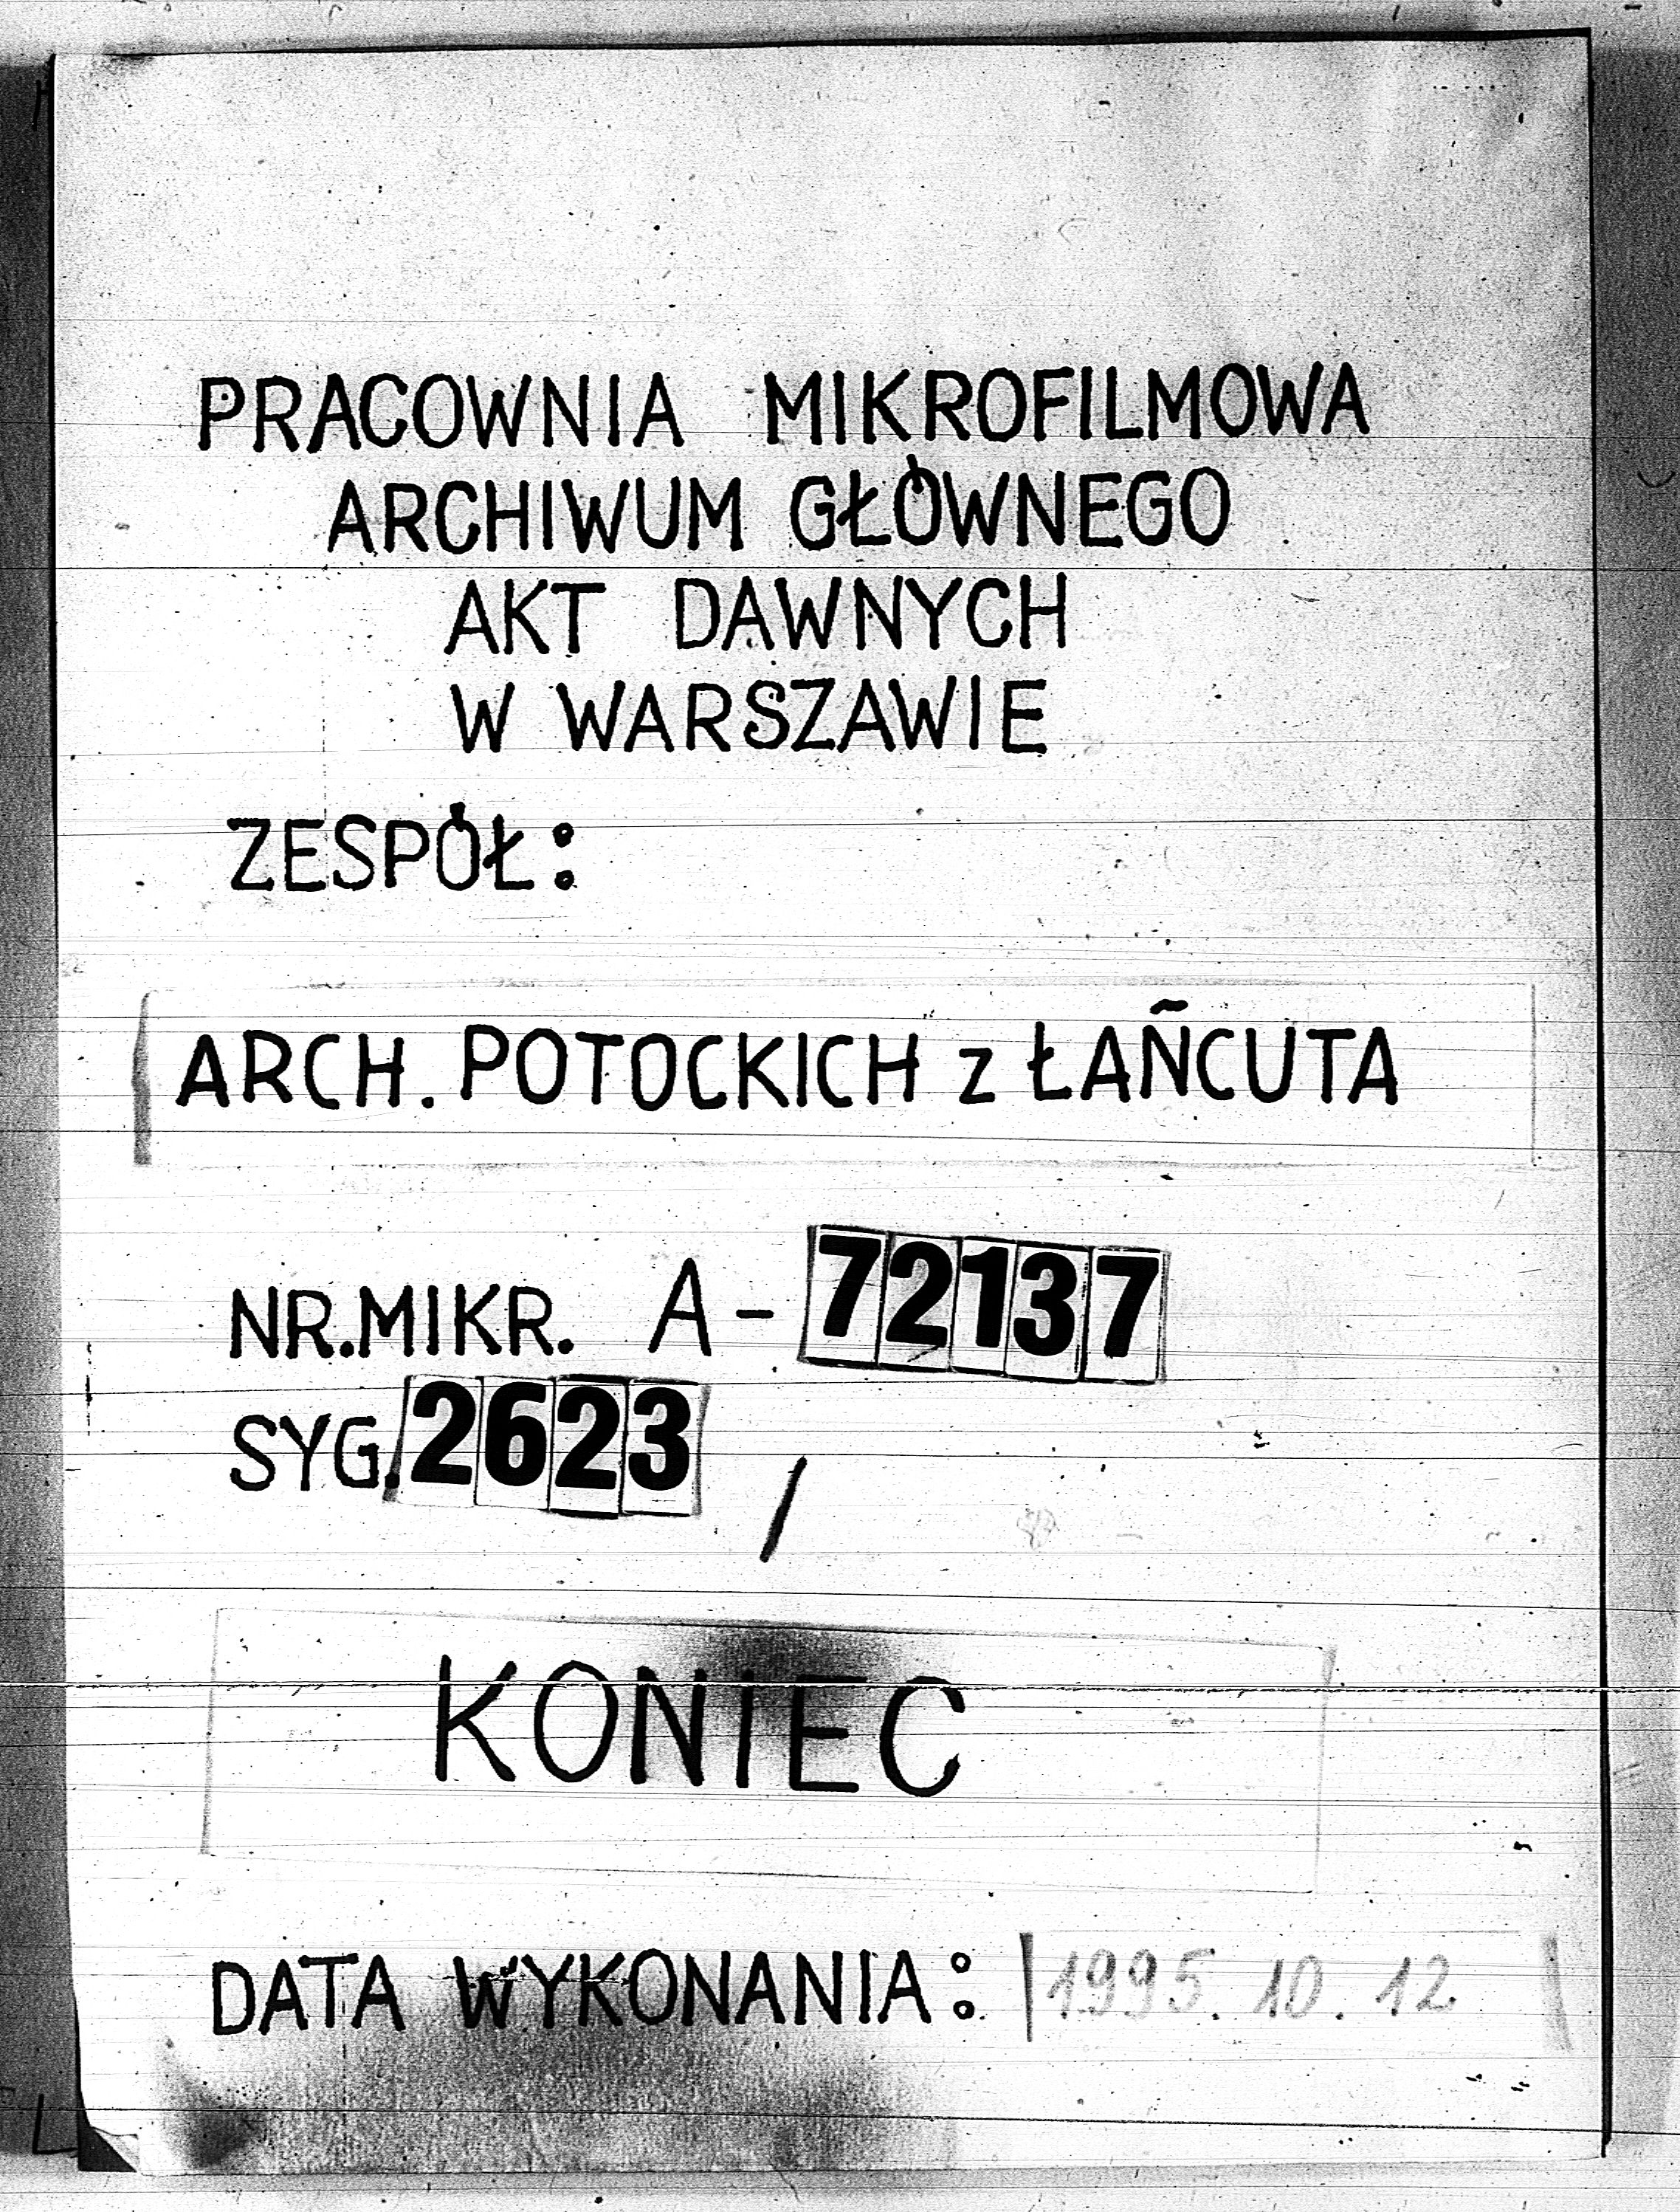 PRACOWNIA MIKROFILMOWA
ARCHIWUM GŁÓWNEGO
AKT DAWNYCH
W WARSZAWIE
ZESPÓŁ:
ARCH. POTOCKICH z ŁAŃCUTA
NR.MIKR. A-72137
SYG.2623 /
KONIEC
DATA WYKONANIA: 1995.10.12